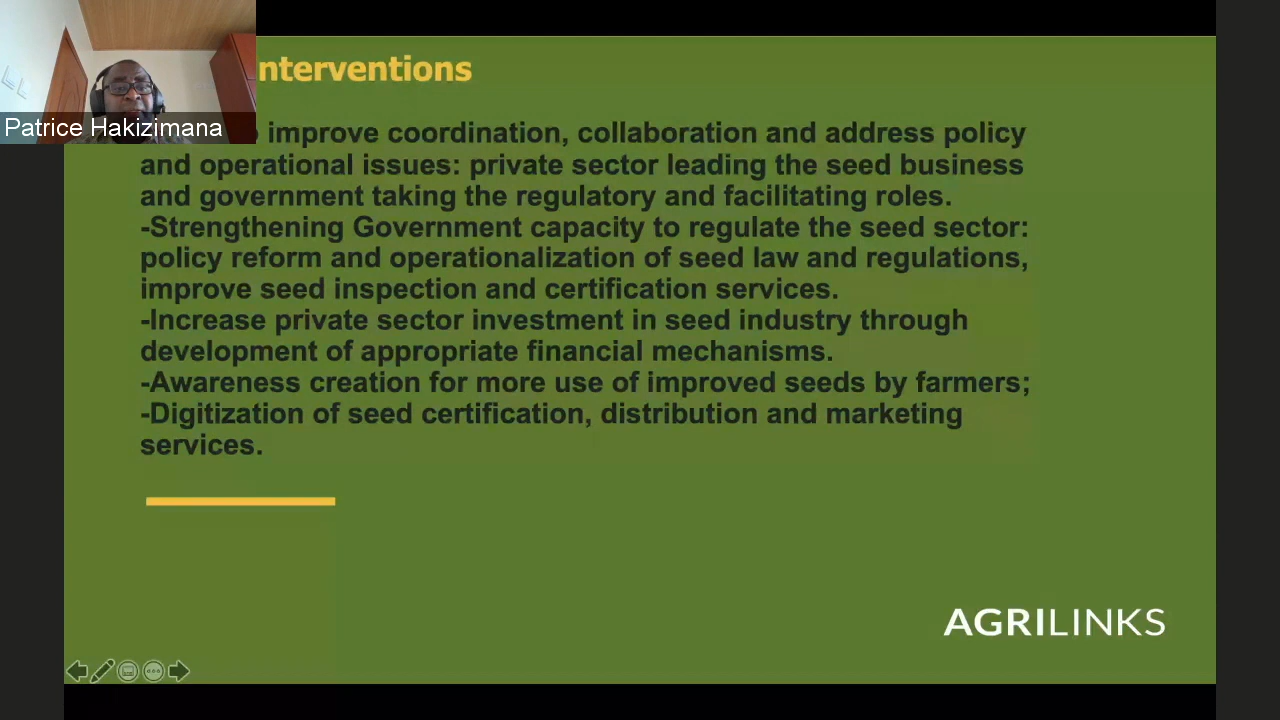 nterventions
Patrice Hakizimana
improve coordination, collaboration and address policy
and operational issues: private sector leading the seed business
and government taking the regulatory and facilitating roles.
-Strengthening Government capacity to regulate the seed sector:
policy reform and operationalization of seed law and regulations,
improve seed inspection and certification services.
-Increase private sector investment in seed industry through
development of appropriate financial mechanisms.
-Awareness creation for more use of improved seeds by farmers;
-Digitization of seed certification, distribution and marketing
services.
AGRILINKS